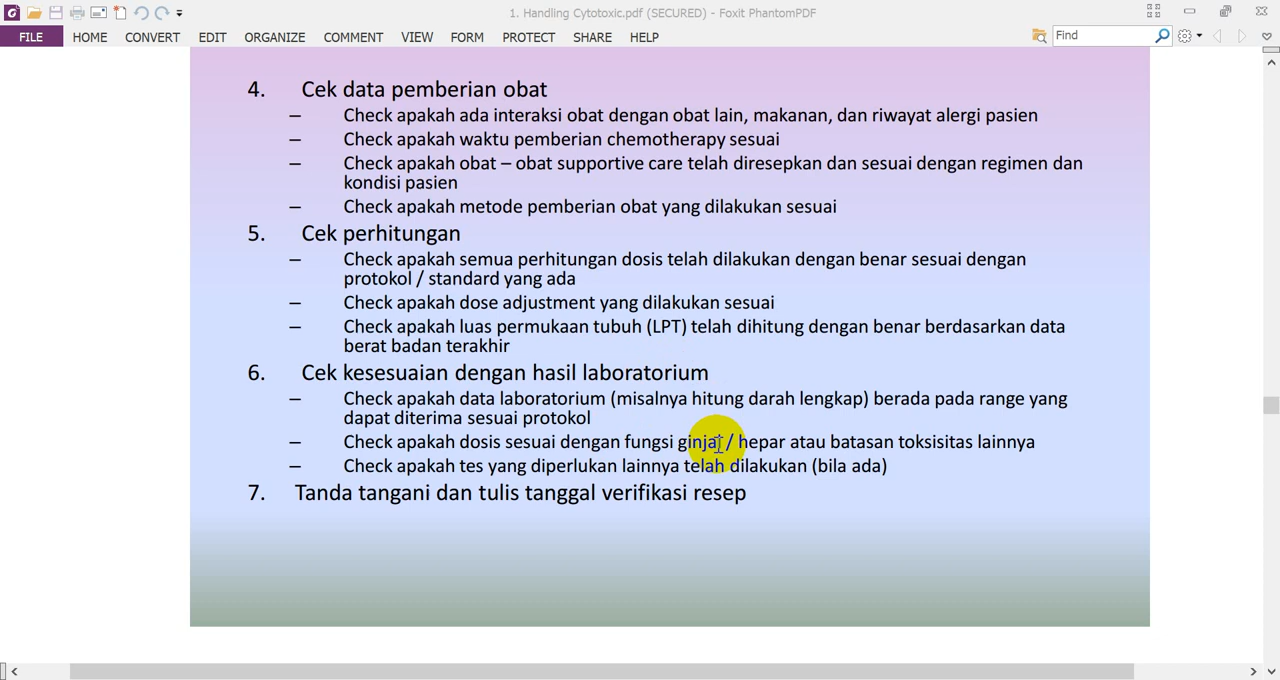 1. Handling Cytotoxic.pdf (SECURED) - Foxit PhantomPDF
FILE HOME CONVERT EDIT ORGANIZE COMMENT VIEW FORM PROTECT SHARE HELP Find
4. Cek data pemberian obat
– Check apakah ada interaksi obat dengan obat lain, makanan, dan riwayat alergi pasien
– Check apakah waktu pemberian chemotherapy sesuai
– Check apakah obat – obat supportive care telah diresepkan dan sesuai dengan regimen dan
kondisi pasien
– Check apakah metode pemberian obat yang dilakukan sesuai
5. Cek perhitungan
– Check apakah semua perhitungan dosis telah dilakukan dengan benar sesuai dengan
protokol / standard yang ada
– Check apakah dose adjustment yang dilakukan sesuai
– Check apakah luas permukaan tubuh (LPT) telah dihitung dengan benar berdasarkan data
berat badan terakhir
6. Cek kesesuaian dengan hasil laboratorium
– Check apakah data laboratorium (misalnya hitung darah lengkap) berada pada range yang
dapat diterima sesuai protokol
– Check apakah dosis sesuai dengan fungsi ginjal / hepar atau batasan toksisitas lainnya
– Check apakah tes yang diperlukan lainnya telah dilakukan (bila ada)
7. Tanda tangani dan tulis tanggal verifikasi resep